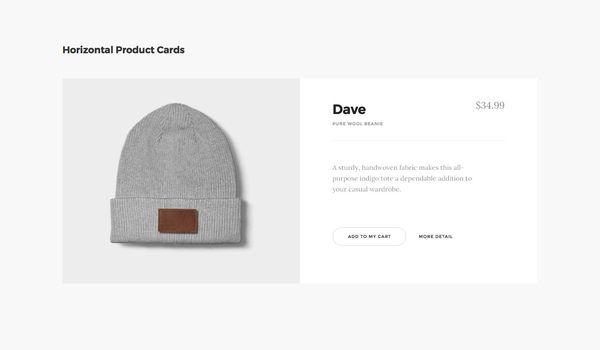 Horizontal Product Cards
Dave
$34.99
PURE WOOL BEANIE
A sturdy, handwoven fabric makes this all-
purpose indigo tote a dependable addition to
your casual wardrobe.
ADD TO MY CART
MORE DETAIL